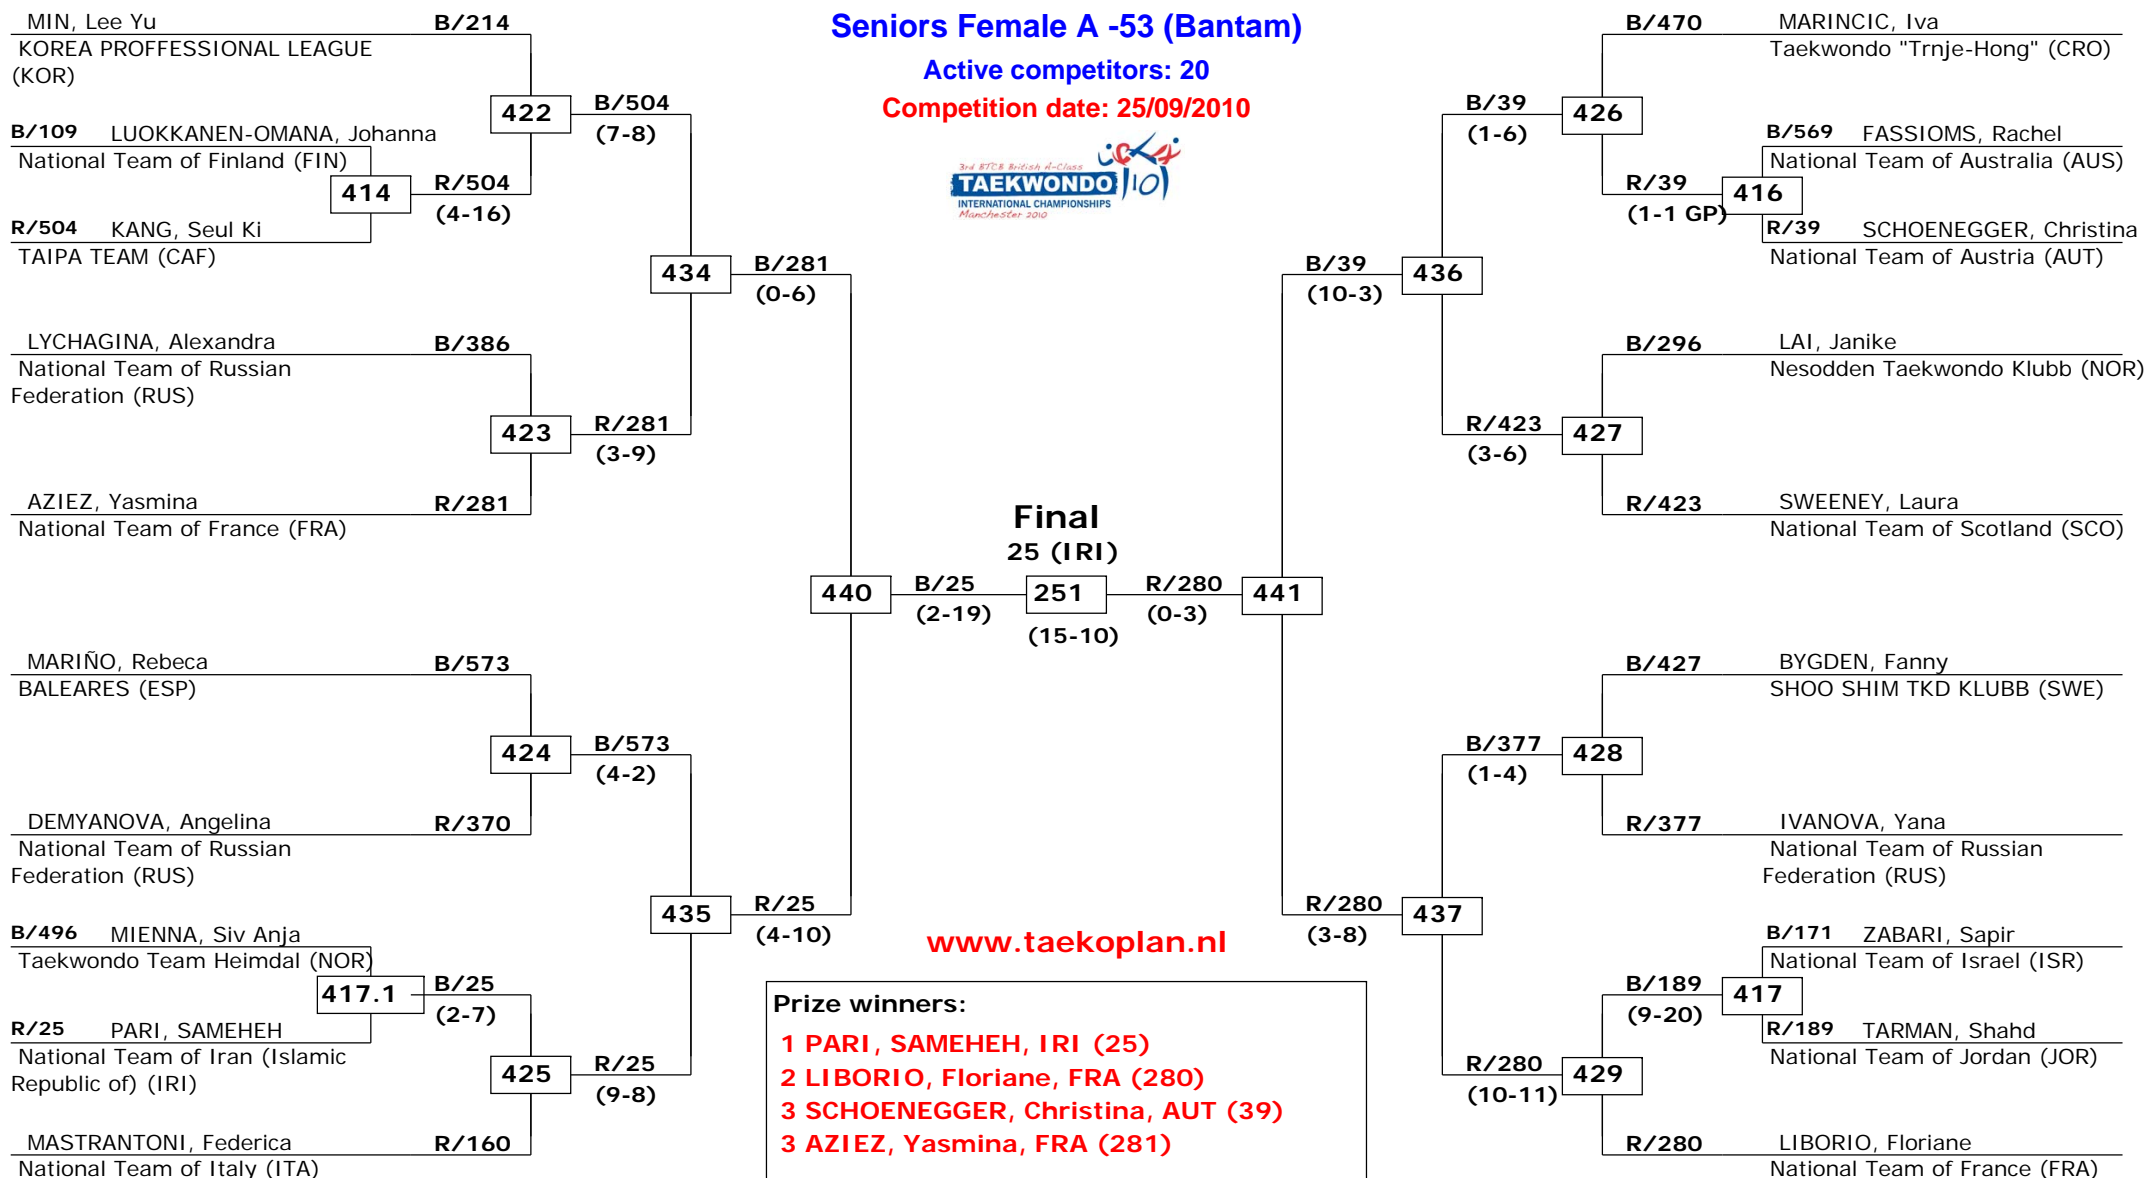 Seniors Female A -53 (Bantam)
Active competitors: 20
Competition date: 25/09/2010
3rd BTCB British A-Class
TAEKWONDO
INTERNATIONAL CHAMPIONSHIPS
Manchester 2010
10
MIN, Lee Yu B/214
KOREA PROFFESSIONAL LEAGUE
(KOR)
422
B/504
(7-8)
B/109 LUOKKANEN-OMANA, Johanna
National Team of Finland (FIN)
414
R/504
(4-16)
R/504 KANG, Seul Ki
TAIPA TEAM (CAF)
434
B/281
(0-6)
LYCHAGINA, Alexandra B/386
National Team of Russian
Federation (RUS)
423
R/281
(3-9)
AZIEZ, Yasmina R/281
National Team of France (FRA)
440
B/25
(2-19)
MARIÑO, Rebeca B/573
BALEARES (ESP)
424
B/573
(4-2)
DEMYANOVA, Angelina R/370
National Team of Russian
Federation (RUS)
435
R/25
(4-10)
B/496 MIENNA, Siv Anja
Taekwondo Team Heimdal (NOR)
417.1
B/25
(2-7)
R/25 PARI, SAMEHEH
National Team of Iran (Islamic
Republic of) (IRI)
425
R/25
(9-8)
MASTRANTONI, Federica R/160
National Team of Italy (ITA)
Final
25 (IRI)
251
(15-10)
B/470 MARINCIC, Iva
Taekwondo "Trnje-Hong" (CRO)
B/39
(1-6)
426
B/569 FASSIOMS, Rachel
National Team of Australia (AUS)
R/39
(1-1 GP)
416
R/39 SCHOENEGGER, Christina
National Team of Austria (AUT)
B/39
(10-3)
436
B/296 LAI, Janike
Nesodden Taekwondo Klubb (NOR)
R/423
(3-6)
427
R/423 SWEENEY, Laura
National Team of Scotland (SCO)
R/280
(0-3)
441
B/427 BYGDEN, Fanny
SHOO SHIM TKD KLUBB (SWE)
B/377
(1-4)
428
R/377 IVANOVA, Yana
National Team of Russian
Federation (RUS)
R/280
(3-8)
437
B/171 ZABARI, Sapir
National Team of Israel (ISR)
B/189
(9-20)
417
R/189 TARMAN, Shahd
National Team of Jordan (JOR)
R/280
(10-11)
429
R/280 LIBORIO, Floriane
National Team of France (FRA)
www.taekoplan.nl
Prize winners:
1 PARI, SAMEHEH, IRI (25)
2 LIBORIO, Floriane, FRA (280)
3 SCHOENEGGER, Christina, AUT (39)
3 AZIEZ, Yasmina, FRA (281)